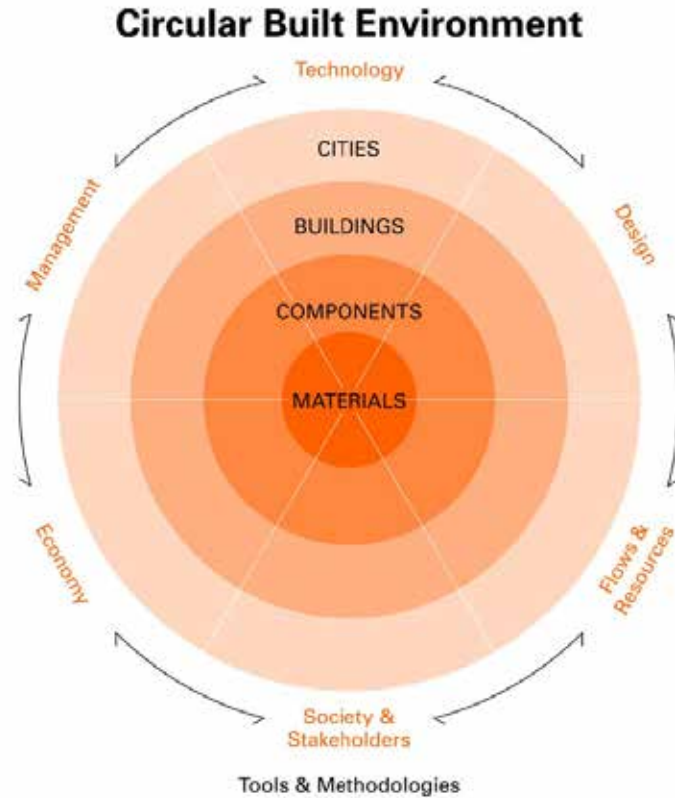 Circular Built Environment
Technology
CITIES
Management
BUILDINGS
Design
COMPONENTS
MATERIALS
Economy
Flows &
Resources
Society &
Stakeholders
Tools & Methodologies